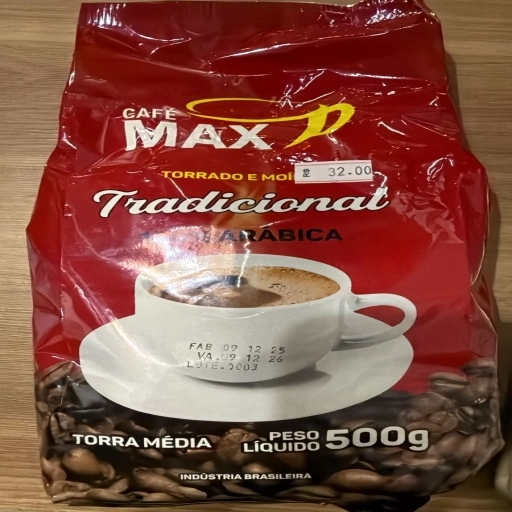 CAFÉ
MAX
TORRADO E MOÍ
R$ 32.00
Tradicional
ARÁBICA
FAB 09 12 25
VA.09 12 26
LOTE.0003
TORRA MÉDIA
PESO
LÍQUIDO 500g
INDÚSTRIA BRASILEIRA